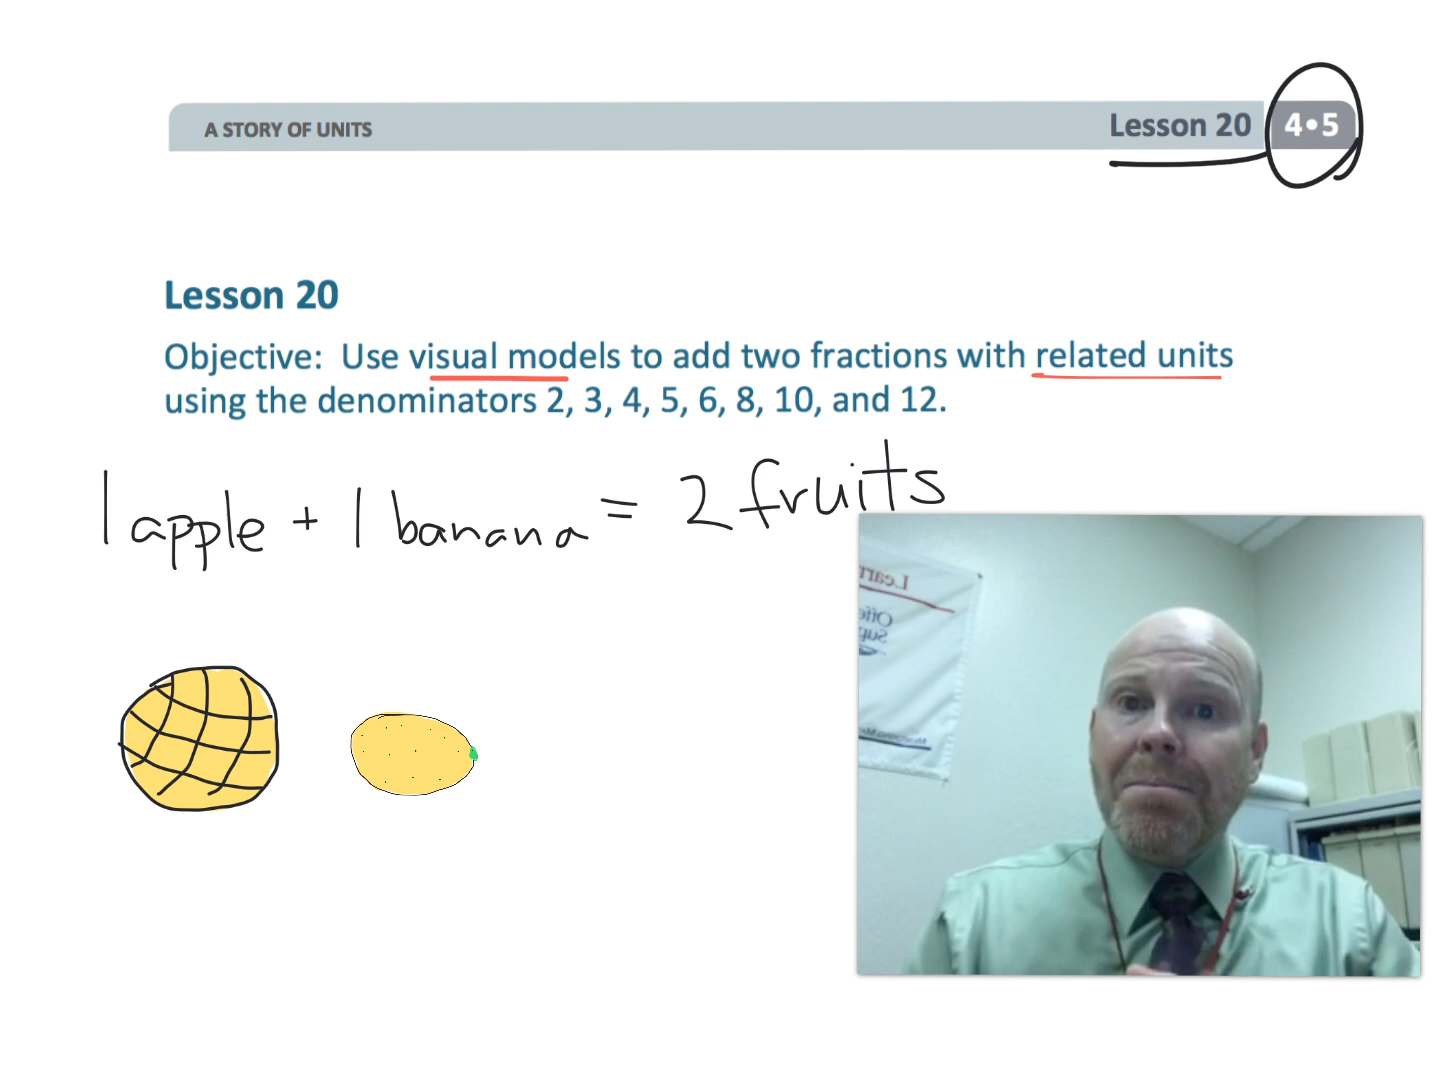 A STORY OF UNITS
Lesson 20 4•5
Lesson 20
Objective: Use visual models to add two fractions with related units
using the denominators 2, 3, 4, 5, 6, 8, 10, and 12.
1 apple + 1 banana = 2 fruits
Learn